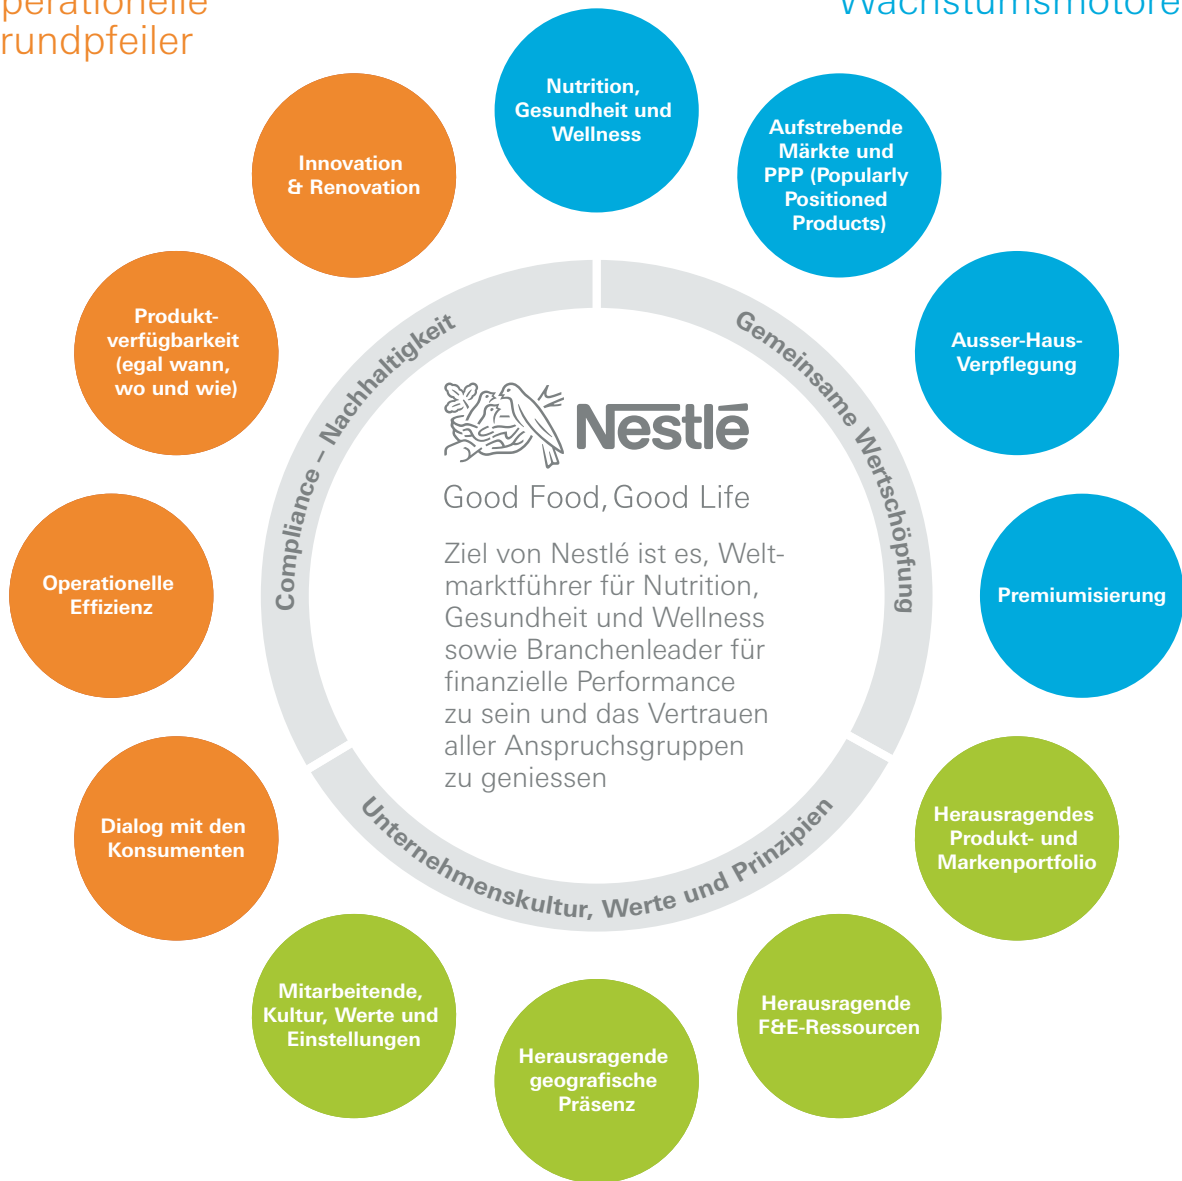 perationelle
rundpfeiler
Wachstumsmotore
Nutrition,
Gesundheit und
Wellness
Aufstrebende
Märkte und
PPP (Popularly
Positioned
Products)
Ausser-Haus-
Verpflegung
Premiumisierung
Herausragendes
Produkt- und
Markenportfolio
Herausragende
F&E-Ressourcen
Herausragende
geografische
Präsenz
Mitarbeitende,
Kultur, Werte und
Einstellungen
Dialog mit den
Konsumenten
Operationelle
Effizienz
Produkt-
verfügbarkeit
(egal wann,
wo und wie)
Innovation
& Renovation
Compliance – Nachhaltigkeit
Gemeinsame Wertschöpfung
Unternehmenskultur, Werte und Prinzipien
Nestlé
Good Food, Good Life
Ziel von Nestlé ist es, Welt-
marktführer für Nutrition,
Gesundheit und Wellness
sowie Branchenleader für
finanzielle Performance
zu sein und das Vertrauen
aller Anspruchsgruppen
zu geniessen